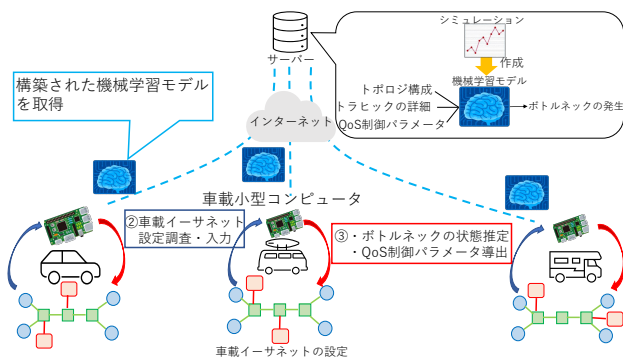 シミュレーション
サーバー
作成
機械学習モデル
トポロジ構成
トラヒックの詳細
QoS制御パラメータ
ボトルネックの発生
構築された機械学習モデル
を取得
インターネット
車載小型コンピュータ
②車載イーサネット
設定調査・入力
③・ボトルネックの状態推定
・QoS制御パラメータ導出
車載イーサネットの設定